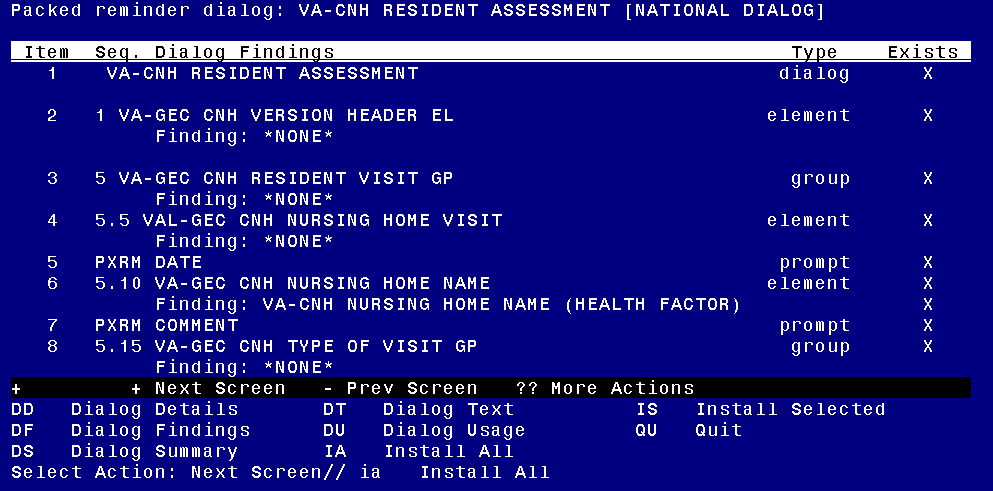 Packed reminder dialog: VA-CNH RESIDENT ASSESSMENT [NATIONAL DIALOG]
Item Seq. Dialog Findings Type Exists
1 VA-CNH RESIDENT ASSESSMENT dialog X
2 1 VA-GEC CNH VERSION HEADER EL element X
Finding: *NONE*
3 5 VA-GEC CNH RESIDENT VISIT GP group X
Finding: *NONE*
4 5.5 VAL-GEC CNH NURSING HOME VISIT element X
Finding: *NONE*
5 PXRM DATE prompt X
6 5.10 VA-GEC CNH NURSING HOME NAME element X
Finding: VA-CNH NURSING HOME NAME (HEALTH FACTOR) X
7 PXRM COMMENT prompt X
8 5.15 VA-GEC CNH TYPE OF VISIT GP group X
Finding: *NONE*
+ + Next Screen - Prev Screen ?? More Actions
DD Dialog Details DT Dialog Text IS Install Selected
DF Dialog Findings DU Dialog Usage QU Quit
DS Dialog Summary IA Install All
Select Action: Next Screen// ia Install All